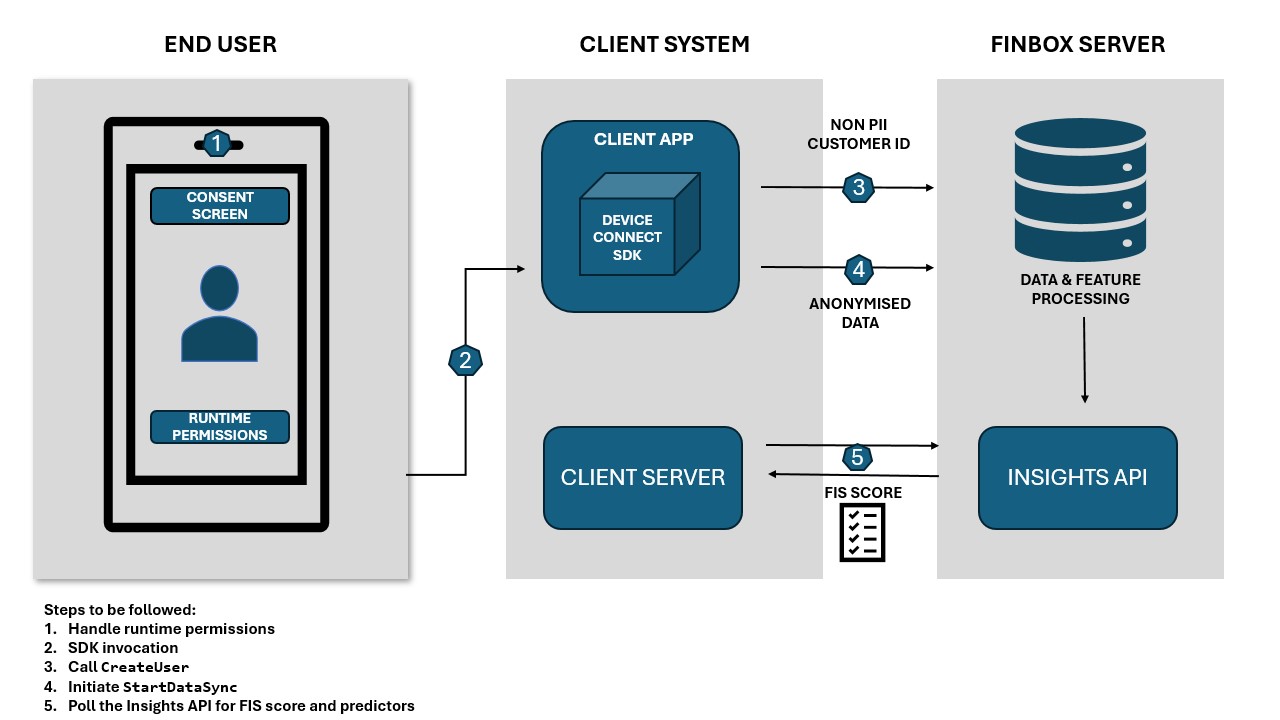 END USER
CLIENT SYSTEM
FINBOX SERVER
1
CONSENT
SCREEN
RUNTIME
PERMISSIONS
2
CLIENT APP
DEVICE
CONNECT
SDK
NON PII
CUSTOMER ID
3
4
ANONYMISED
DATA
DATA & FEATURE
PROCESSING
CLIENT SERVER
5
FIS SCORE
INSIGHTS API
Steps to be followed:
1. Handle runtime permissions
2. SDK invocation
3. Call CreateUser
4. Initiate StartDataSync
5. Poll the Insights API for FIS score and predictors